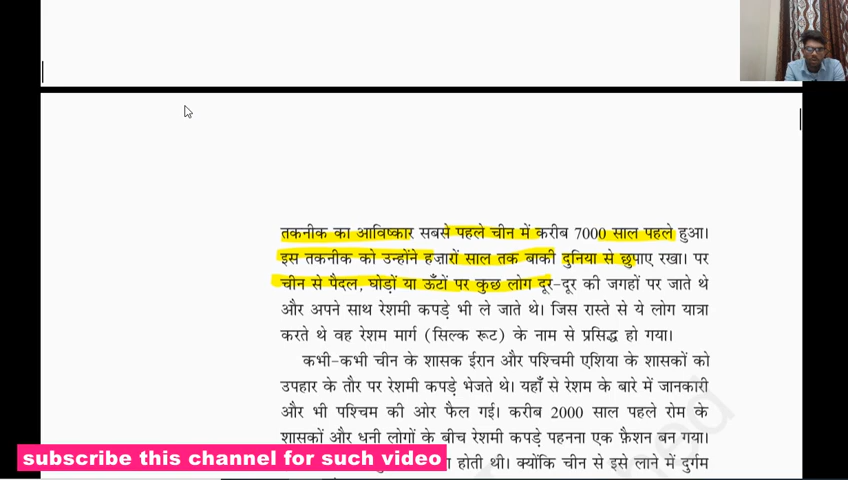 तकनीक का आविष्कार सबसे पहले चीन में करीब 7000 साल पहले हुआ।
इस तकनीक को उन्होंने हज़ारों साल तक बाकी दुनिया से छुपाए रखा। पर
चीन से पैदल, घोड़ों या ऊँटों पर कुछ लोग दूर-दूर की जगहों पर जाते थे
और अपने साथ रेशमी कपड़े भी ले जाते थे। जिस रास्ते से ये लोग यात्रा
करते थे वह रेशम मार्ग (सिल्क रूट) के नाम से प्रसिद्ध हो गया।
कभी-कभी चीन के शासक ईरान और पश्चिमी एशिया के शासकों को
उपहार के तौर पर रेशमी कपड़े भेजते थे। यहाँ से रेशम के बारे में जानकारी
और भी पश्चिम की ओर फैल गई। करीब 2000 साल पहले रोम के
शासकों और धनी लोगों के बीच रेशमी कपड़े पहनना एक फ़ैशन बन गया।
होती थी। क्योंकि चीन से इसे लाने में दुर्गम
subscribe this channel for such video